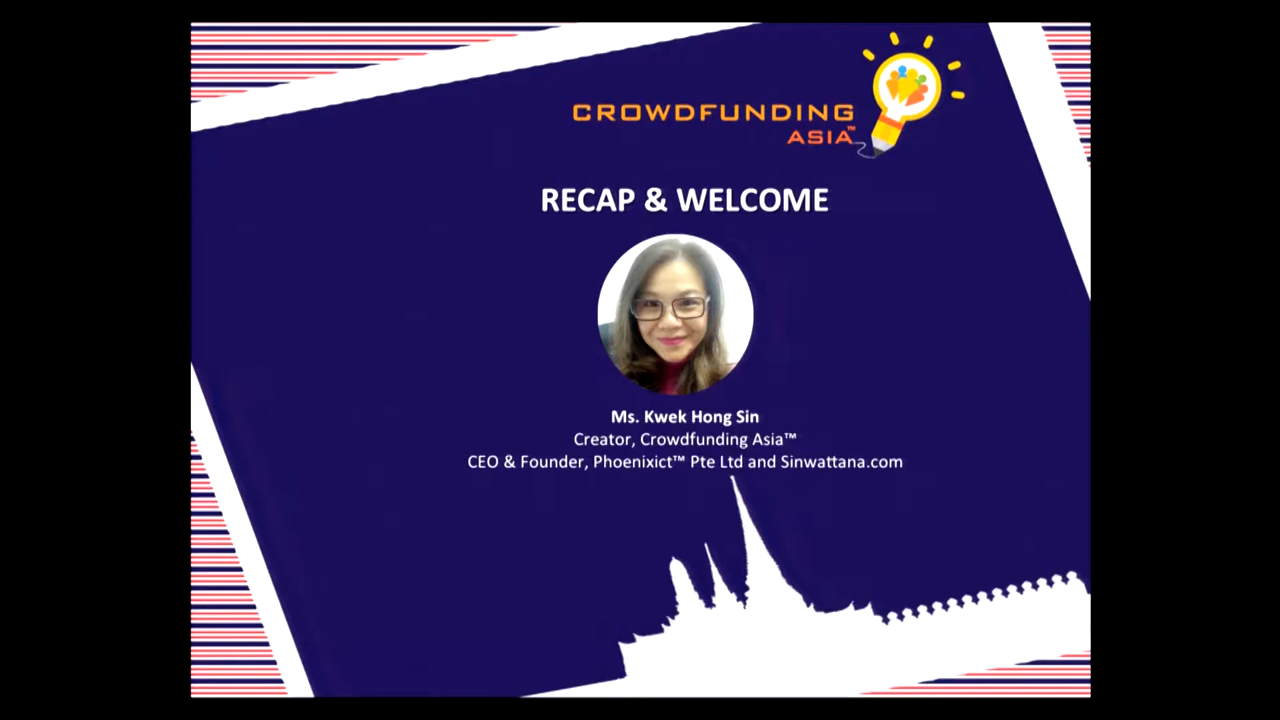 CROWDFUNDING
ASIA™
RECAP & WELCOME
Ms. Kwek Hong Sin
Creator, Crowdfunding Asia™
CEO & Founder, Phoenixict™ Pte Ltd and Sinwattana.com